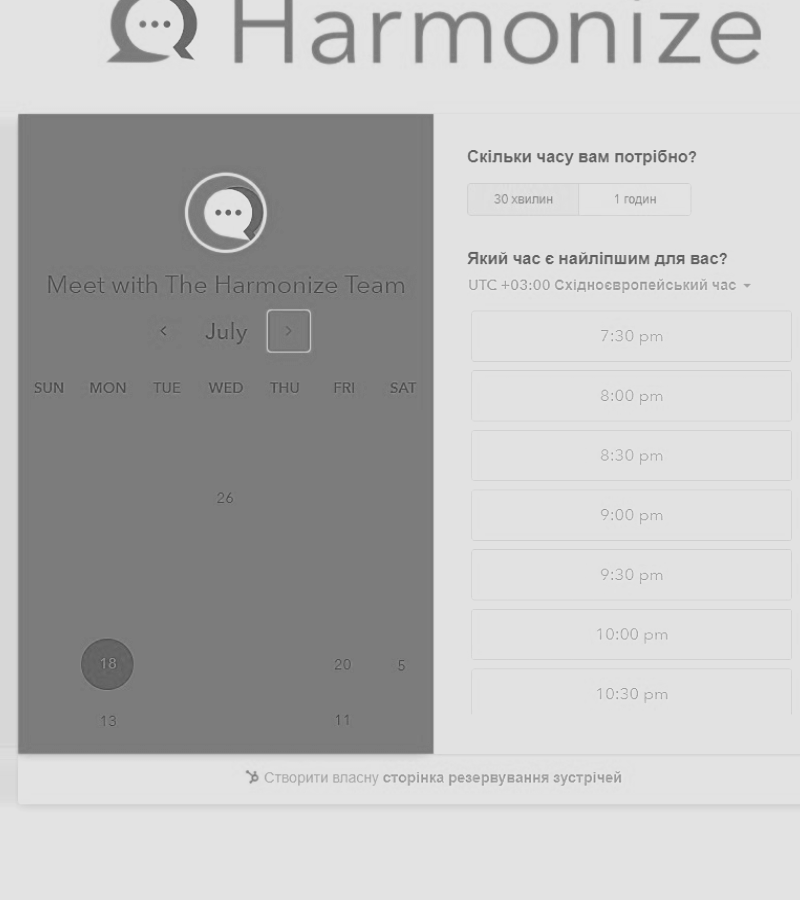 Harmonize
Meet with The Harmonize Team
July
SUN MON TUE WED THU FRI SAT
26
18 20 5
13 11
Скільки часу вам потрібно?
30 хвилин 1 годин
Який час є найліпшим для вас?
UTC +03:00 Східноєвропейський час
7:30 pm
8:00 pm
8:30 pm
9:00 pm
9:30 pm
10:00 pm
10:30 pm
Створити власну сторінка резервування зустрічей